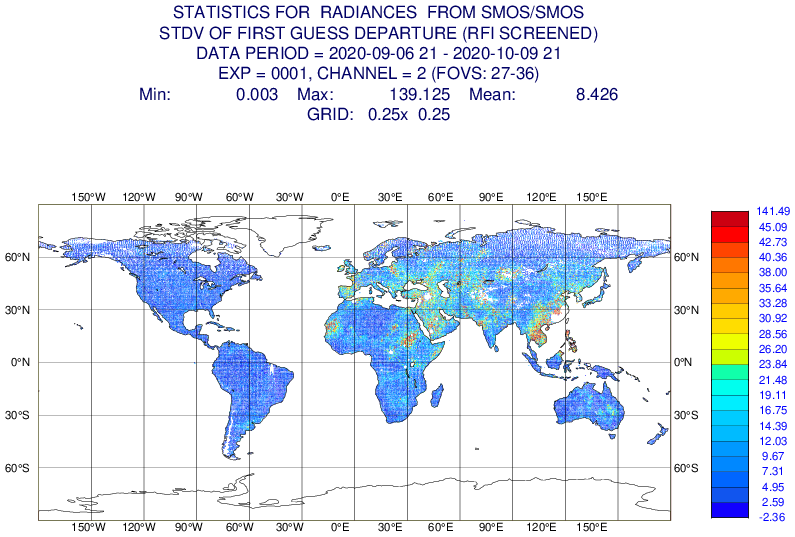 STATISTICS FOR RADIANCES FROM SMOS/SMOS
STDV OF FIRST GUESS DEPARTURE (RFI SCREENED)
DATA PERIOD = 2020-09-06 21 - 2020-10-09 21
EXP = 0001, CHANNEL = 2 (FOVS: 27-36)
Min: 0.003 Max: 139.125 Mean: 8.426
GRID: 0.25x 0.25
150°W 120°W 90°W 60°W 30°W 0°E 30°E 60°E 90°E 120°E 150°E
60°N 60°N
30°N 30°N
0°N 0°N
30°S 30°S
60°S 60°S
150°W 120°W 90°W 60°W 30°W 0°E 30°E 60°E 90°E 120°E 150°E
141.49
45.09
42.73
40.36
38.00
35.64
33.28
30.92
28.56
26.20
23.84
21.48
19.11
16.75
14.39
12.03
9.67
7.31
4.95
2.59
-2.36